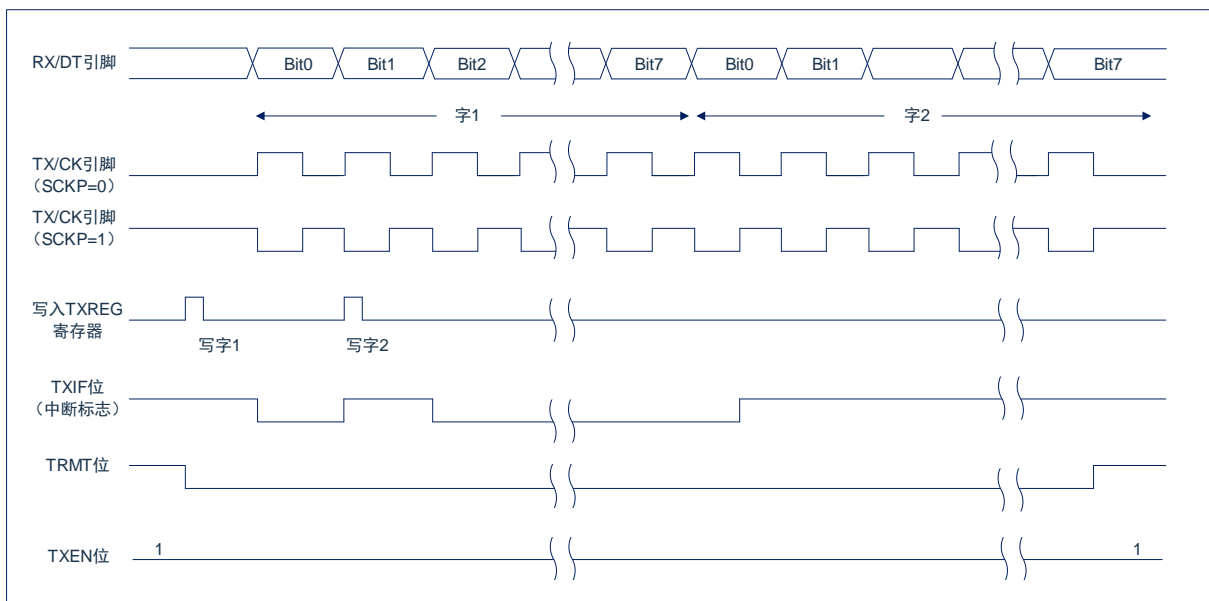 RX/DT引脚
Bit0 Bit1 Bit2 Bit7 Bit0 Bit1 Bit7
字1 字2
TX/CK引脚
（SCKP=0）
TX/CK引脚
（SCKP=1）
写入TXREG
寄存器
写字1 写字2
TXIF位
（中断标志）
TRMT位
TXEN位
1 1